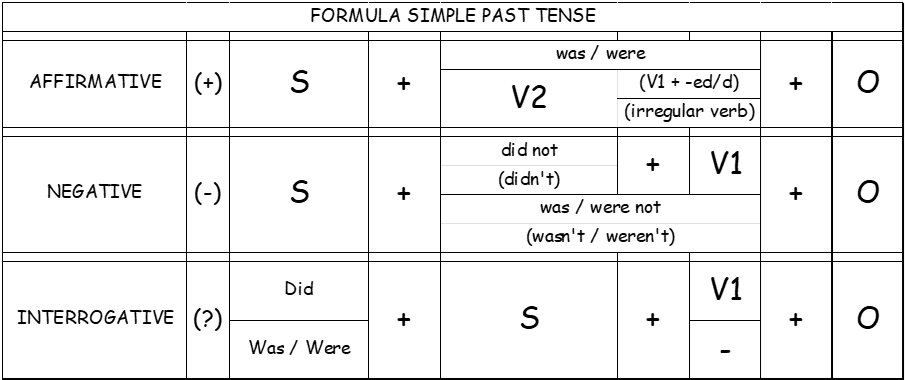 FORMULA SIMPLE PAST TENSE
AFFIRMATIVE (+) S + was / were + O
V2 (V1 + -ed/d)
(irregular verb)
NEGATIVE (-) S + did not + V1 + O
(didn't)
was / were not
(wasn't / weren't)
INTERROGATIVE (?) Did + S + V1 + O
Was / Were -